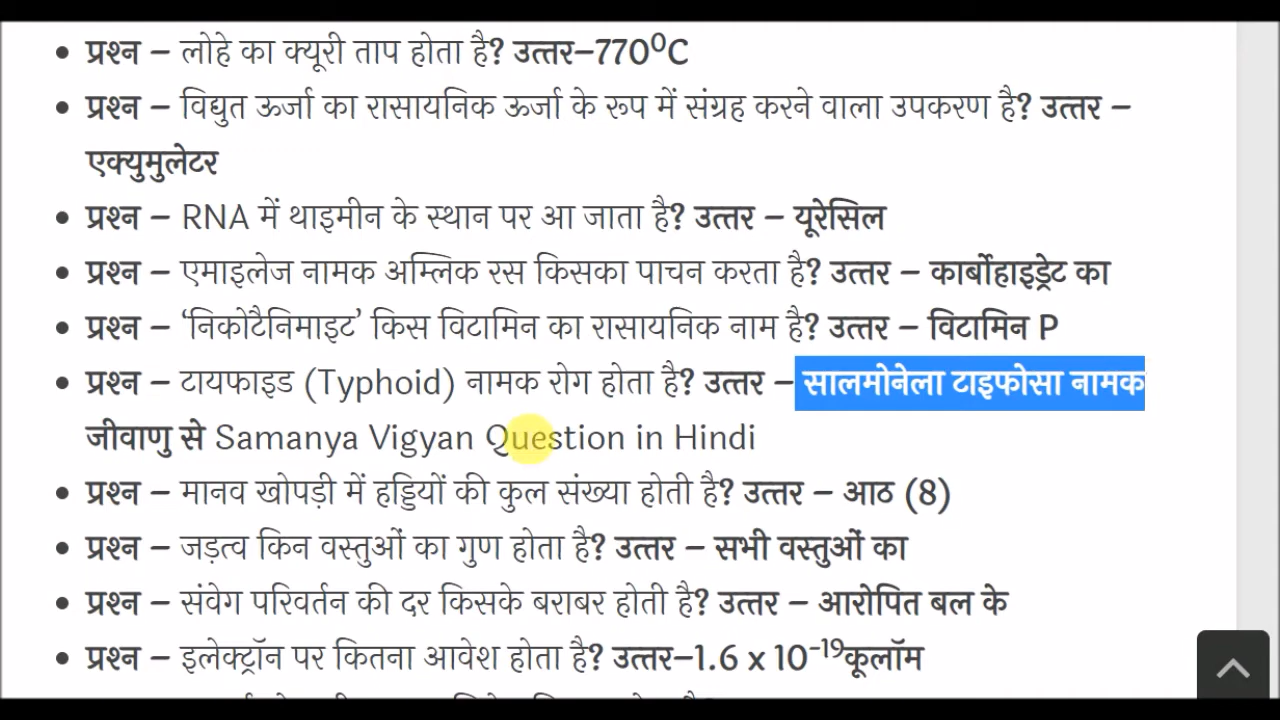 • प्रश्न – लोहे का क्यूरी ताप होता है? उत्तर–770⁰C
• प्रश्न – विद्युत ऊर्जा का रासायनिक ऊर्जा के रूप में संग्रह करने वाला उपकरण है? उत्तर –
एक्युमुलेटर
• प्रश्न – RNA में थाइमीन के स्थान पर आ जाता है? उत्तर – यूरेसिल
• प्रश्न – एमाइलेज नामक अम्लिक रस किसका पाचन करता है? उत्तर – कार्बोहाइड्रेट का
• प्रश्न – ‘निकोटैनिमाइट’ किस विटामिन का रासायनिक नाम है? उत्तर – विटामिन P
• प्रश्न – टायफाइड (Typhoid) नामक रोग होता है? उत्तर – सालमोनेला टाइफोसा नामक
जीवाणु से Samanya Vigyan Question in Hindi
• प्रश्न – मानव खोपड़ी में हड्डियों की कुल संख्या होती है? उत्तर – आठ (8)
• प्रश्न – जड़त्व किन वस्तुओं का गुण होता है? उत्तर – सभी वस्तुओं का
• प्रश्न – संवेग परिवर्तन की दर किसके बराबर होती है? उत्तर – आरोपित बल के
• प्रश्न – इलेक्ट्रॉन पर कितना आवेश होता है? उत्तर–1.6 x 10⁻¹⁹कूलॉम